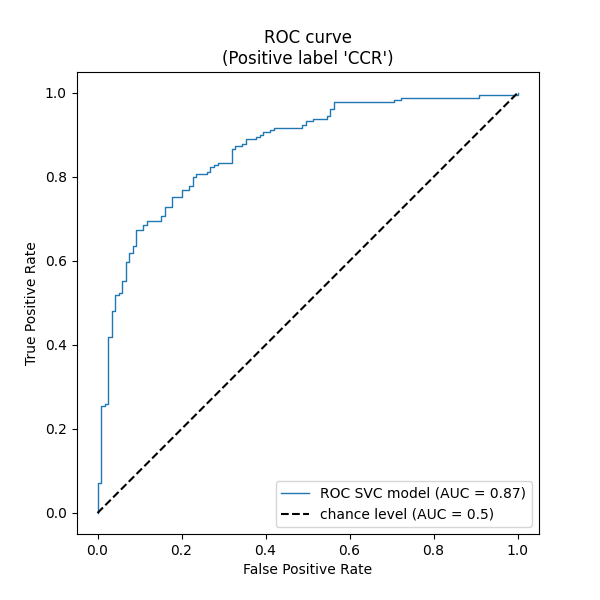 ROC curve
(Positive label 'CCR')
True Positive Rate
1.0
0.8
0.6
0.4
0.2
0.0
ROC SVC model (AUC = 0.87)
chance level (AUC = 0.5)
0.0 0.2 0.4 0.6 0.8 1.0
False Positive Rate